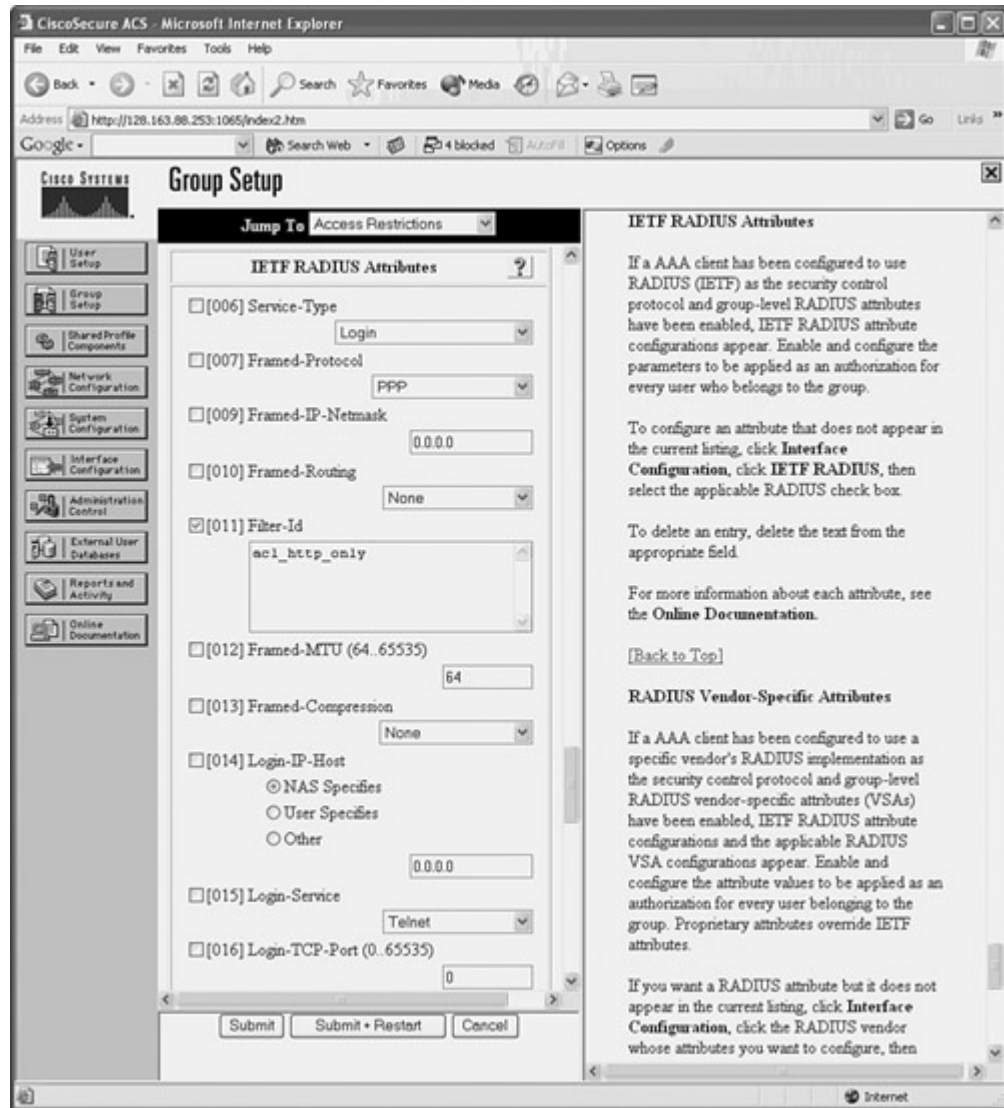 CiscoSecure ACS - Microsoft Internet Explorer
File Edit View Favorites Tools Help
Back Search Favorites Media
Address http://128.163.88.253:1065/index2.htm Go Links »
Google Search Web 4 blocked AutoFill Options
CISCO SYSTEMS
Group Setup
Jump To Access Restrictions
User Setup
Group Setup
Shared Profile Components
Network Configuration
System Configuration
Interface Configuration
Administration Control
External User Databases
Reports and Activity
Online Documentation
IETF RADIUS Attributes ?
[006] Service-Type
Login
[007] Framed-Protocol
PPP
[009] Framed-IP-Netmask
0.0.0.0
[010] Framed-Routing
None
[011] Filter-Id
acl_http_only
[012] Framed-MTU (64..65535)
64
[013] Framed-Compression
None
[014] Login-IP-Host
NAS Specifies
User Specifies
Other
0.0.0.0
[015] Login-Service
Telnet
[016] Login-TCP-Port (0..65535)
0
Submit Submit + Restart Cancel
IETF RADIUS Attributes
If a AAA client has been configured to use
RADIUS (IETF) as the security control
protocol and group-level RADIUS attributes
have been enabled, IETF RADIUS attribute
configurations appear. Enable and configure the
parameters to be applied as an authorization for
every user who belongs to the group.
To configure an attribute that does not appear in
the current listing, click Interface
Configuration, click IETF RADIUS, then
select the applicable RADIUS check box.
To delete an entry, delete the text from the
appropriate field.
For more information about each attribute, see
the Online Documentation.
[Back to Top]
RADIUS Vendor-Specific Attributes
If a AAA client has been configured to use a
specific vendor's RADIUS implementation as
the security control protocol and group-level
RADIUS vendor-specific attributes (VSAs)
have been enabled, IETF RADIUS attribute
configurations and the applicable RADIUS
VSA configurations appear. Enable and
configure the attribute values to be applied as an
authorization for every user belonging to the
group. Proprietary attributes override IETF
attributes.
If you want a RADIUS attribute but it does not
appear in the current listing, click Interface
Configuration, click the RADIUS vendor
whose attributes you want to configure, then
Internet